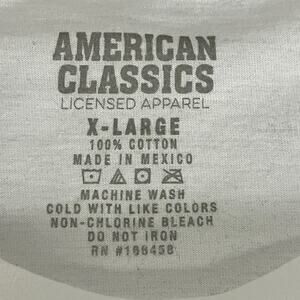 AMERICAN
CLASSICS
LICENSED APPAREL
X-LARGE
100% COTTON
MADE IN MEXICO
MACHINE WASH
COLD WITH LIKE COLORS
NON-CHLORINE BLEACH
DO NOT IRON
RN #168458